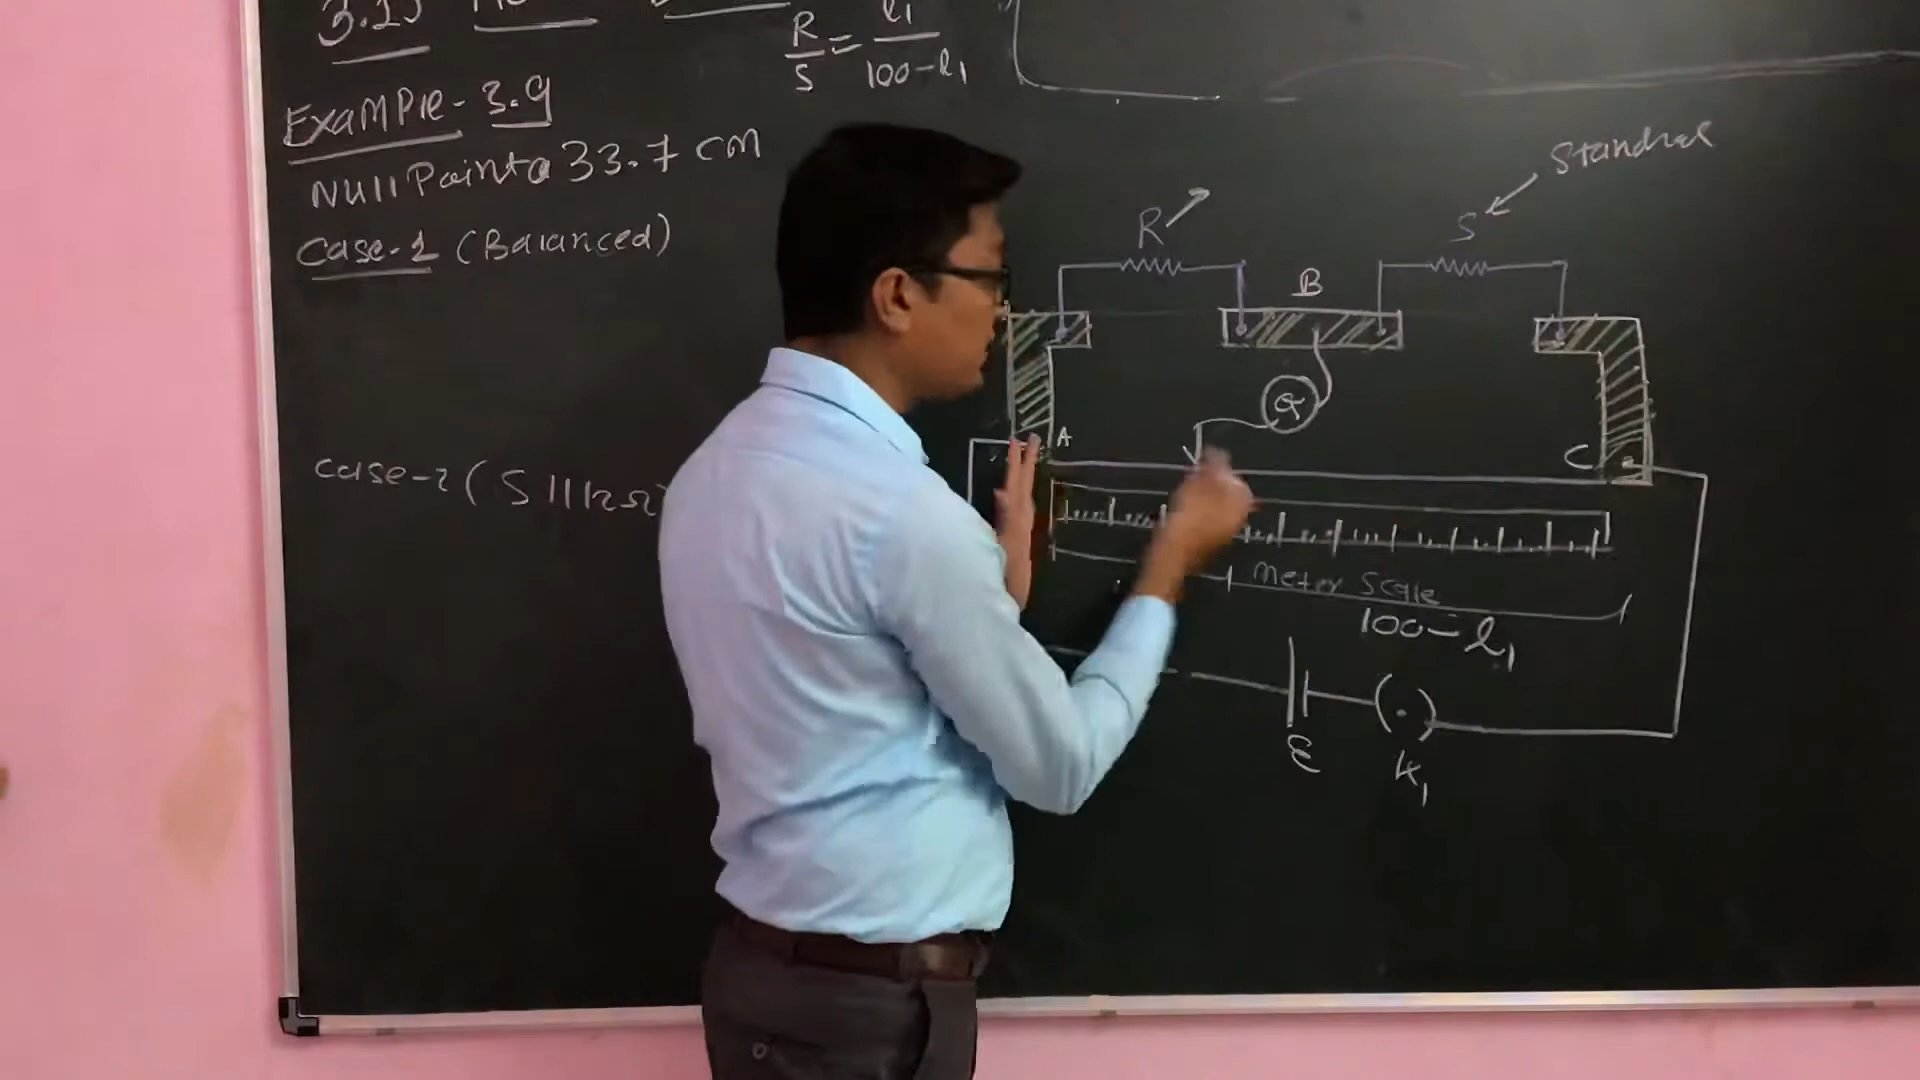 3.15
R/S = l1/100-l1
Example-3.9
Null Point a 33.7 cm
Case-1 (Balanced)
case-2 (S || 12Ω
R
S
B
G
A
C
Meter Scale
100-l1
ε
K1